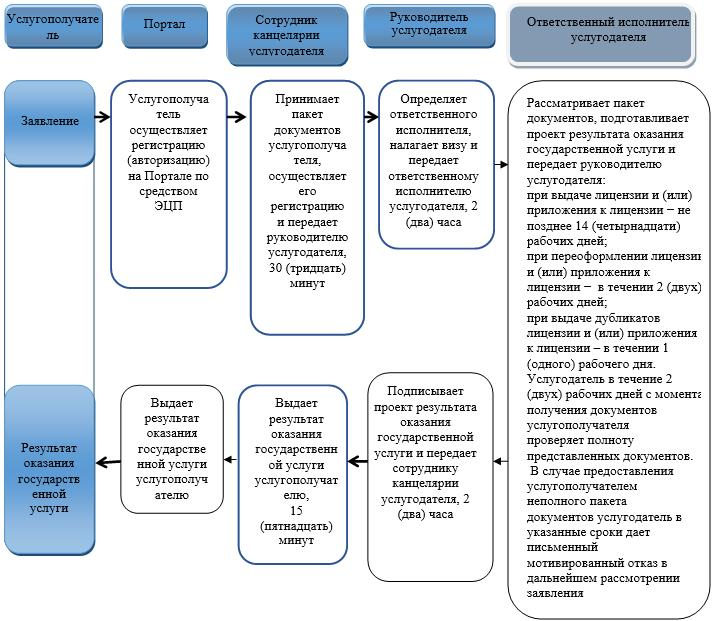 Услугополучате
ль
Портал
Сотрудник
канцелярии
услугодателя
Руководитель
услугодателя
Ответственный исполнитель
услугодателя
Заявление
Услугополуча
тель
осуществляет
регистрацию
(авторизацию)
на Портале по
средством
ЭЦП
Принимает
пакет
документов
услугополуча
теля,
осуществляет
его
регистрацию
и передает
руководителю
услугодателя,
30 (тридцать)
минут
Определяет
ответственного
исполнителя,
налагает визу и
передает
ответственному
исполнителю
услугодателя, 2
(два) часа
Рассматривает пакет
документов, подготавливает
проект результата оказания
государственной услуги и
передает руководителю
услугодателя:
при выдаче лицензии и (или)
приложения к лицензии – не
позднее 14 (четырнадцати)
рабочих дней;
при переоформлении лицензии
и (или) приложения к
лицензии – в течении 2 (двух)
рабочих дней;
при выдаче дубликатов
лицензии и (или) приложения
к лицензии – в течении 1
(одного) рабочего дня.
Услугодатель в течение 2
(двух) рабочих дней с момента
получения документов
услугополучателя
проверяет полноту
представленных документов.
В случае предоставления
услугополучателем
неполного пакета
документов услугодатель в
указанные сроки дает
письменный
мотивированный отказ в
дальнейшем рассмотрении
заявления
Результат
оказания
государств
енной
услуги
Выдает
результат
оказания
государстве
нной услуги
услугополуч
ателю
Выдает
результат
оказания
государственн
ой услуги
услугополучат
елю,
15
(пятнадцать)
минут
Подписывает
проект результата
оказания
государственной
услуги и передает
сотруднику
канцелярии
услугодателя, 2
(два) часа